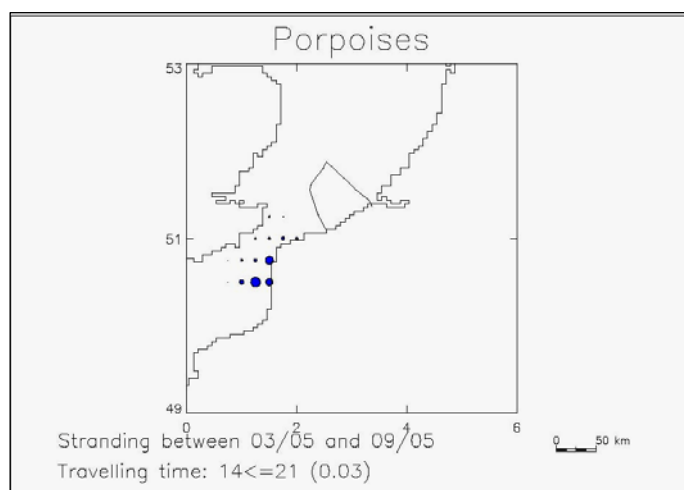 Porpoises
53
51
49
0 2 4 6
Stranding between 03/05 and 09/05
0 50 km
Travelling time: 14<=21 (0.03)